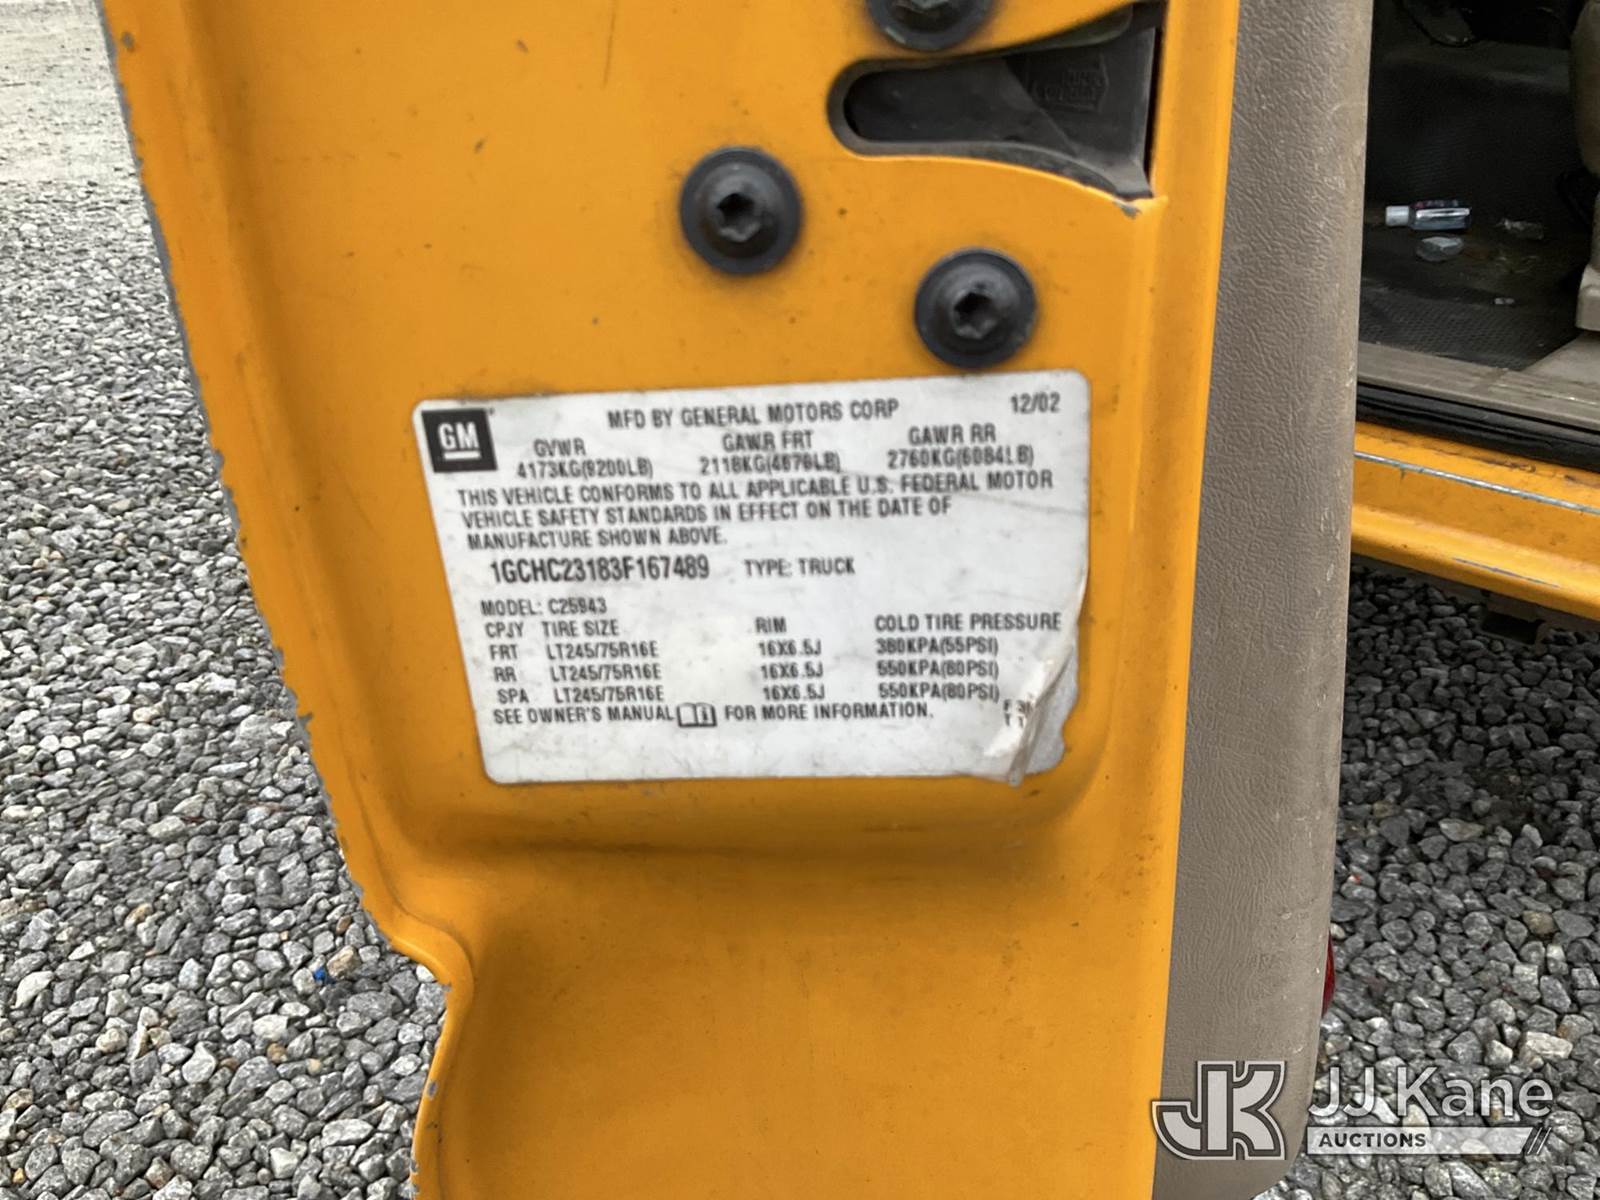 GM
MFD BY GENERAL MOTORS CORP 12/02
GVWR GAWR FRT GAWR RR
4173KG(9200LB) 2118KG(4670LB) 2760KG(6084LB)
THIS VEHICLE CONFORMS TO ALL APPLICABLE U.S. FEDERAL MOTOR
VEHICLE SAFETY STANDARDS IN EFFECT ON THE DATE OF
MANUFACTURE SHOWN ABOVE.
1GCHC23183F167489 TYPE: TRUCK
MODEL: C25943
CPJY TIRE SIZE RIM COLD TIRE PRESSURE
FRT LT245/75R16E 16X6.5J 380KPA(55PSI)
RR LT245/75R16E 16X6.5J 550KPA(80PSI)
SPA LT245/75R16E 16X6.5J 550KPA(80PSI)
SEE OWNER'S MANUAL FOR MORE INFORMATION.
JK JJ Kane
AUCTIONS